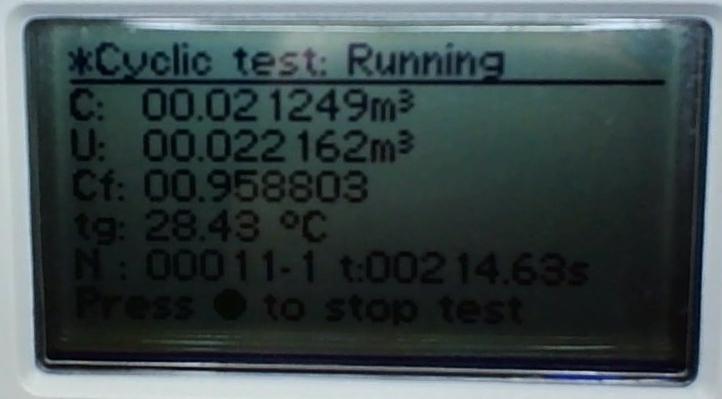 *Cyclic test: Running
C: 00.021249m³
U: 00.022162m³
Cf: 00.958803
tg: 28.43 ºC
N : 00011-1 t:00214.63s
Press ● to stop test